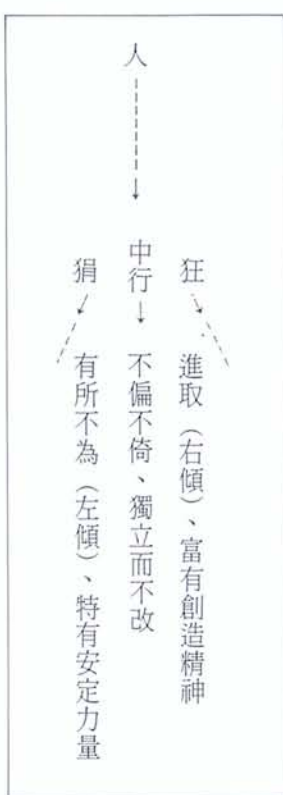 人
狂 進取（右傾）、富有創造精神
中行 不偏不倚、獨立而不改
狷 有所不為（左傾）、特有安定力量